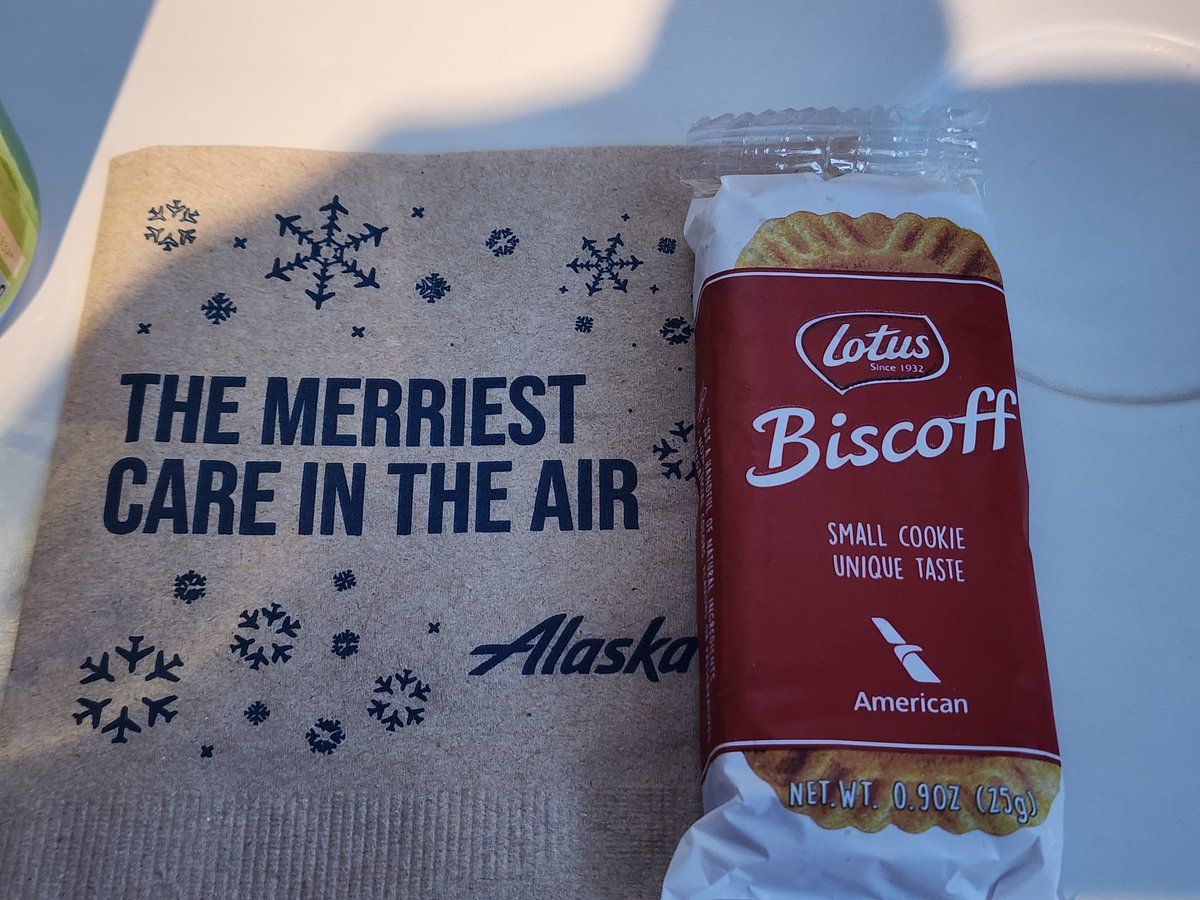 THE MERRIEST
CARE IN THE AIR
Alaska
Lotus
Since 1932
Biscoff
SMALL COOKIE
UNIQUE TASTE
American
NET.WT. 0.9OZ (25g)